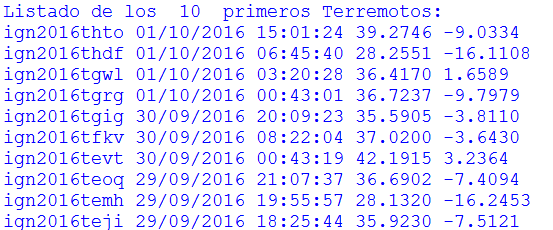 Listado de los  10  primeros Terremotos:
ign2016thto 01/10/2016 15:01:24 39.2746 -9.0334
ign2016thdf 01/10/2016 06:45:40 28.2551 -16.1108
ign2016tgwl 01/10/2016 03:20:28 36.4170 1.6589
ign2016tgrg 01/10/2016 00:43:01 36.7237 -9.7979
ign2016tgig 30/09/2016 20:09:23 35.5905 -3.8110
ign2016tfkv 30/09/2016 08:22:04 37.0200 -3.6430
ign2016tevt 30/09/2016 00:43:19 42.1915 3.2364
ign2016teoq 29/09/2016 21:07:37 36.6902 -7.4094
ign2016temh 29/09/2016 19:55:57 28.1320 -16.2453
ign2016teji 29/09/2016 18:25:44 35.9230 -7.5121